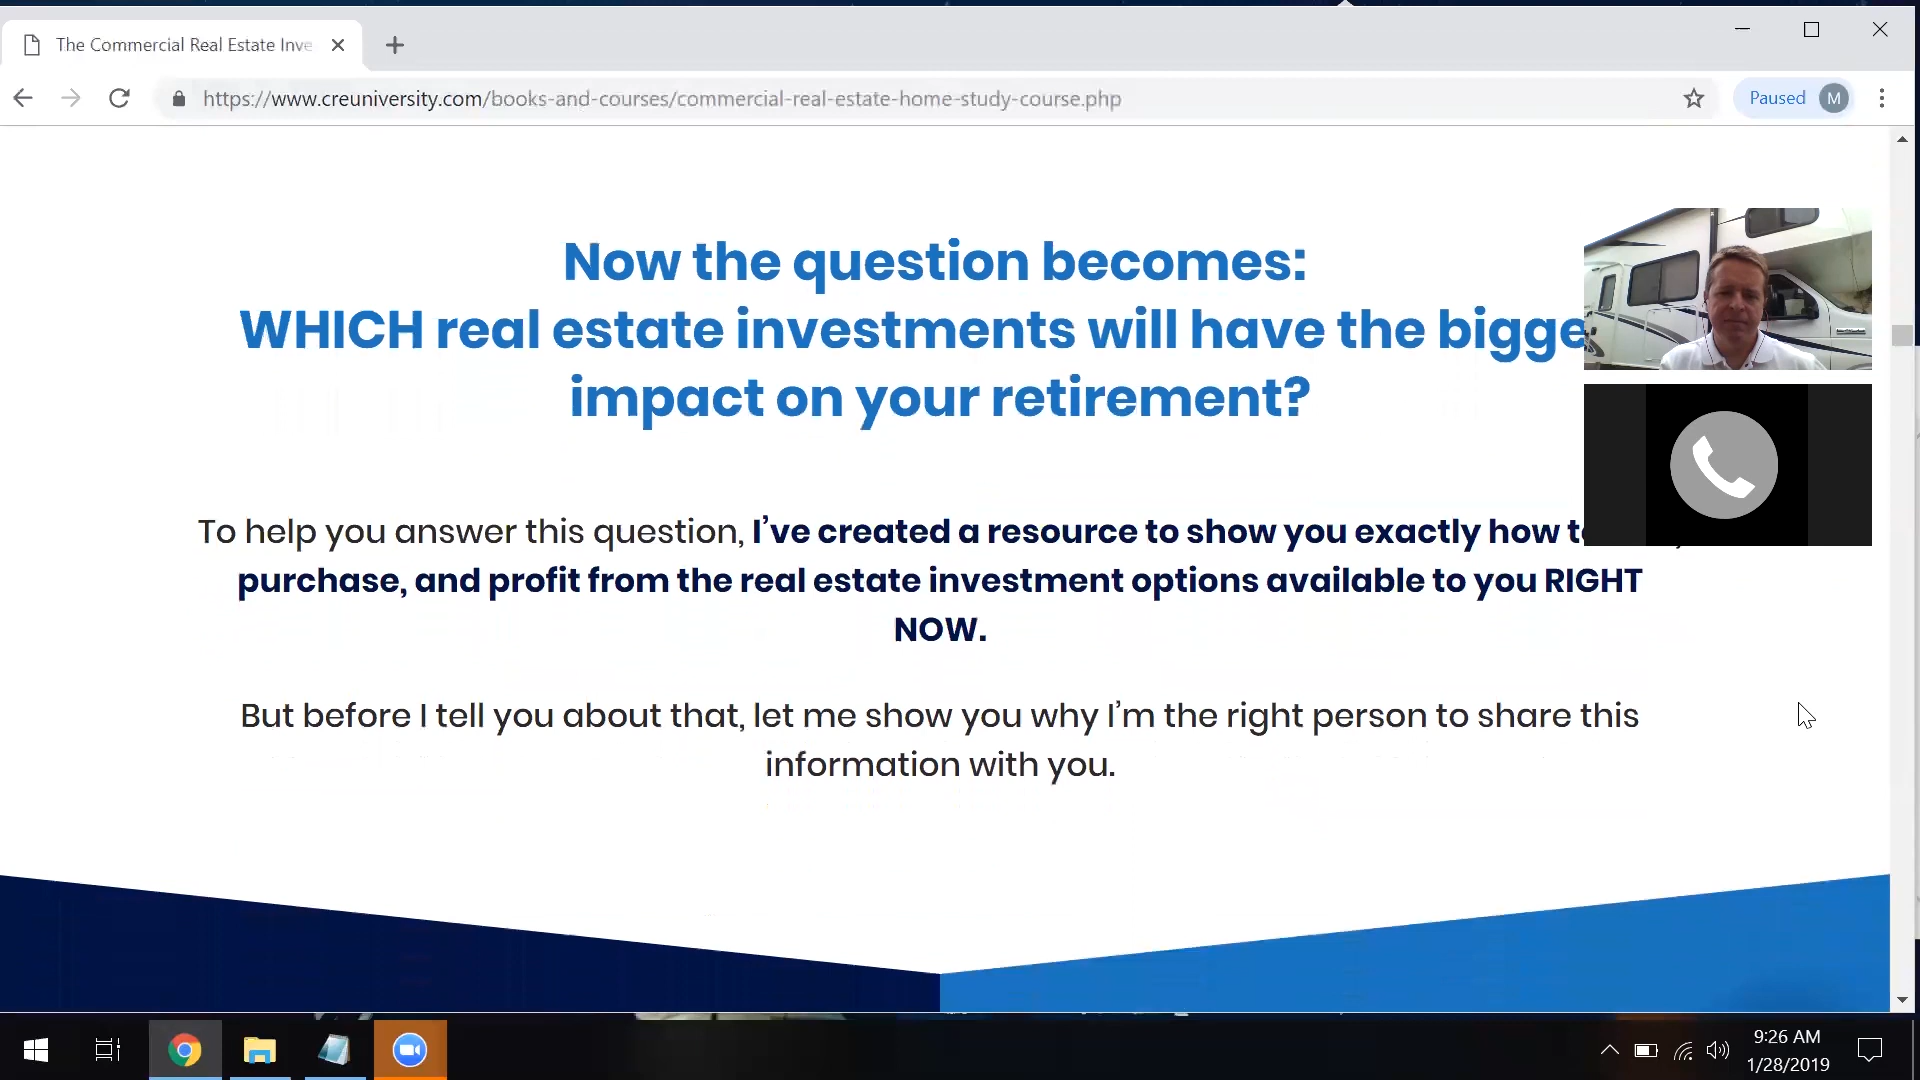 The Commercial Real Estate Inve
https://www.creuniversity.com/books-and-courses/commercial-real-estate-home-study-course.php
Paused M
Now the question becomes:
WHICH real estate investments will have the bigge
impact on your retirement?
To help you answer this question, I've created a resource to show you exactly how t
purchase, and profit from the real estate investment options available to you RIGHT
NOW.
But before I tell you about that, let me show you why I'm the right person to share this
information with you.
9:26 AM
1/28/2019